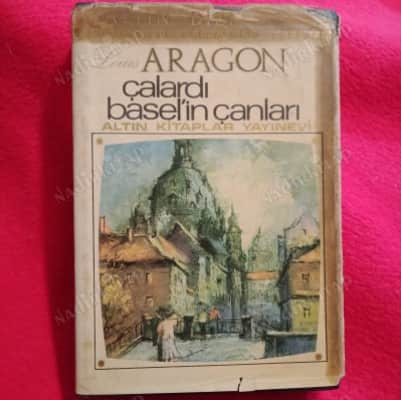 Louis ARAGON
çalardı
basel'in çanları
ALTIN KİTAPLAR YAYINEVİ